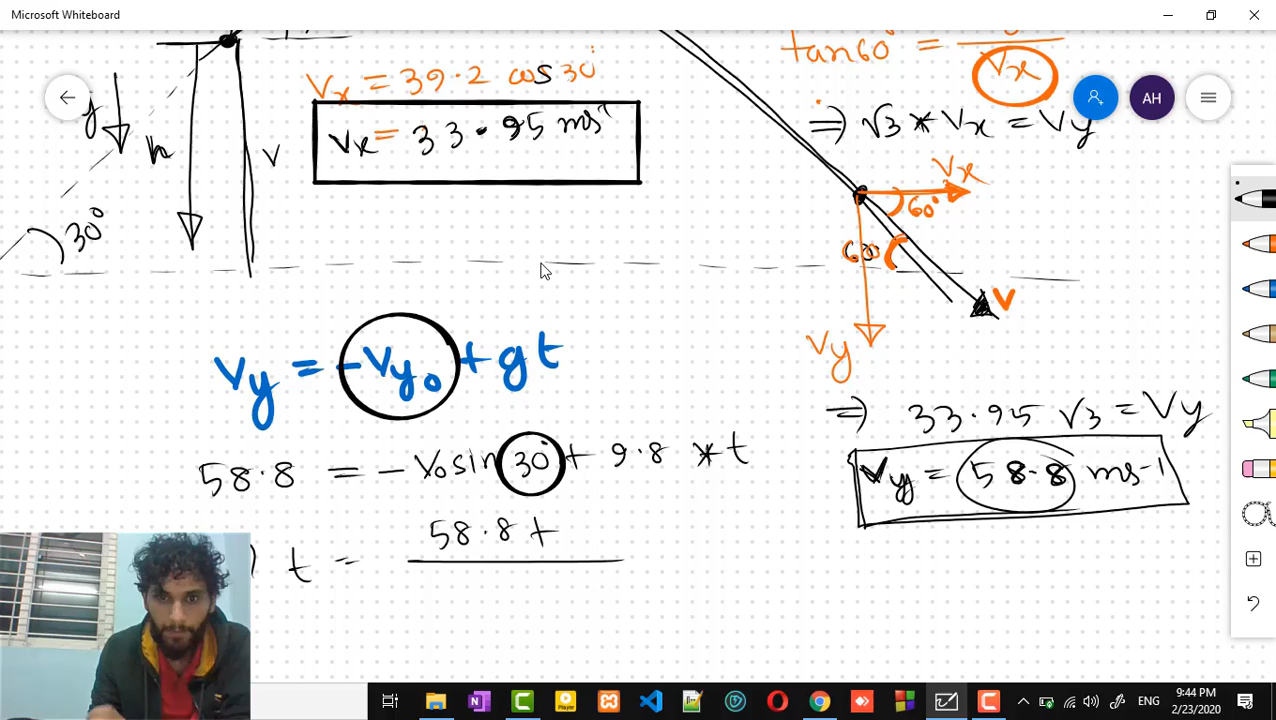 Microsoft Whiteboard
tan60° =
Vx
Vx = 39.2 cos 30°
Vx = 33.95 ms⁻¹
⇒ √3 * Vx = Vy
AH
y
h
V
30°
Vx
60°
V
Vy
Vy = -Vy₀ + gt
⇒ 33.95 √3 = Vy
Vy = 58.8 ms⁻¹
58.8 = - V₀sin 30° + 9.8 * t
58.8 +
t =
Player
ENG
9:44 PM
2/23/2020